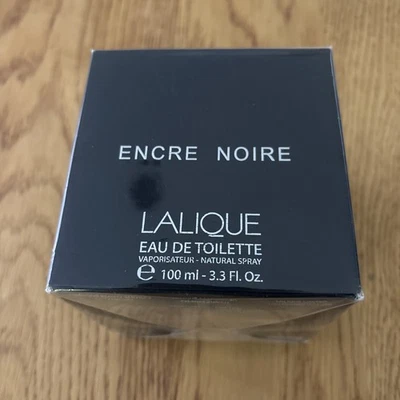 ENCRE NOIRE
LALIQUE
EAU DE TOILETTE
VAPORISATEUR - NATURAL SPRAY
℮ 100 ml - 3.3 Fl. Oz.